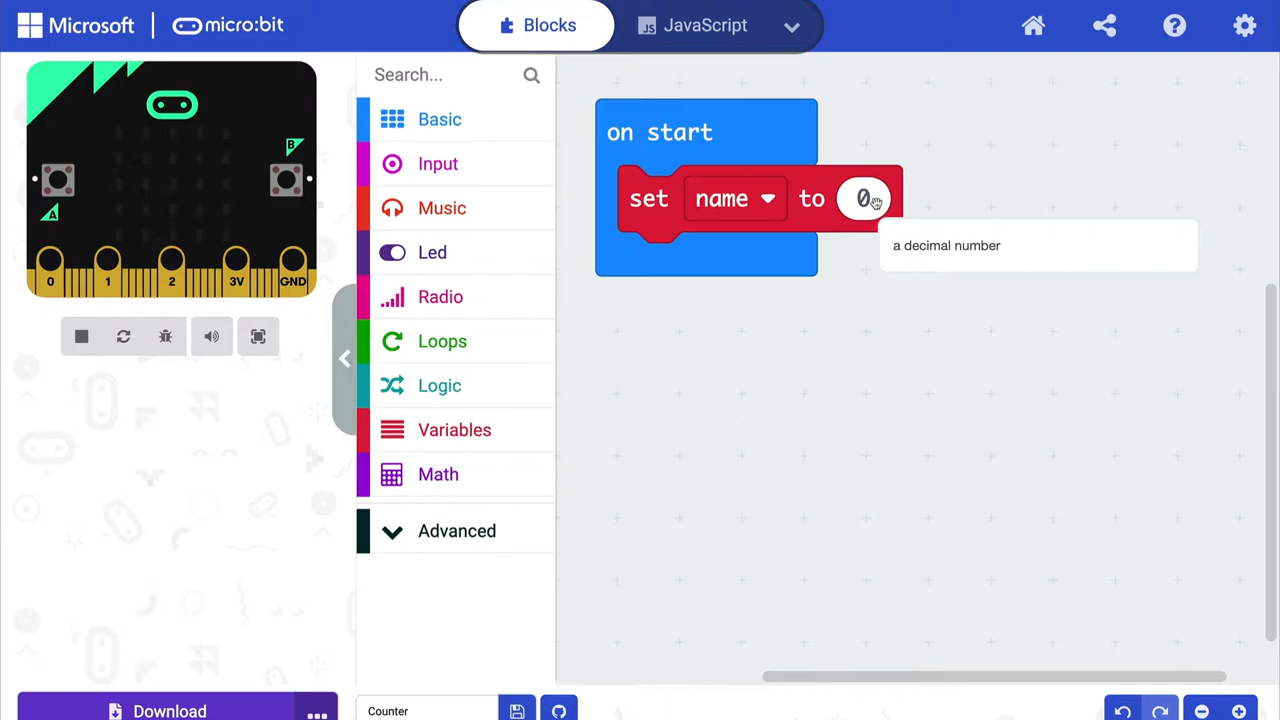 Microsoft micro:bit
Blocks
JavaScript
Search...
Basic
Input
Music
Led
Radio
Loops
Logic
Variables
Math
Advanced
on start
set name to 0
a decimal number
A
B
0 1 2 3V GND
Download
Counter